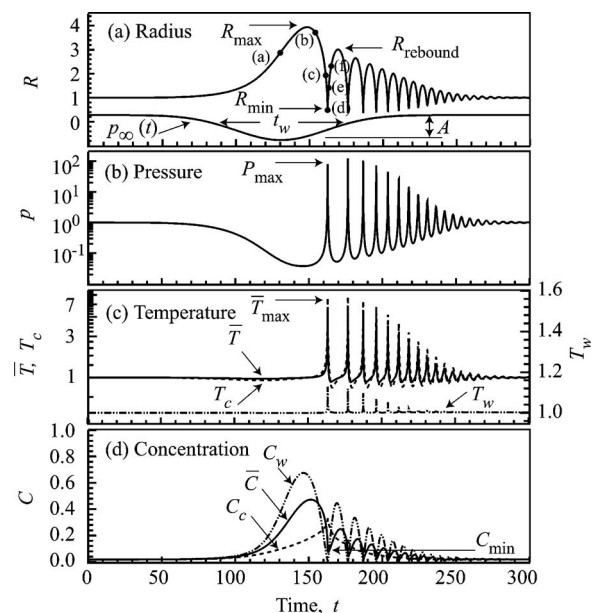 (a) Radius
R_max
(b)
(a)
R_rebound
(f)
(c)
(e)
R_min
(d)
p_∞ (t)
t_w
A
R
4
3
2
1
0
(b) Pressure
P_max
p
10^2
10^1
10^0
10^-1
(c) Temperature
T̅_max
T̅
T_c
T_w
T̅, T_c
7
3
1
1.6
1.4
1.2
1.0
T_w
(d) Concentration
C_w
C̅
C_c
C_min
C
1.0
0.8
0.6
0.4
0.2
0.0
0 50 100 150 200 250 300
Time, t